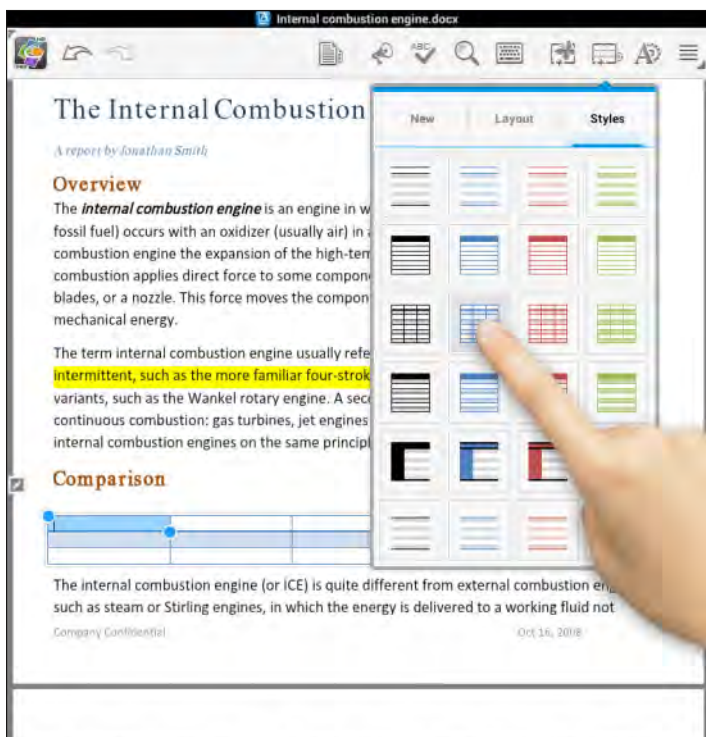 Internal combustion engine.docx
ABC
The Internal Combustion
A report by Jonathan Smith
New Layout Styles
Overview
The internal combustion engine is an engine in w
fossil fuel) occurs with an oxidizer (usually air) in a
combustion engine the expansion of the high-tem
combustion applies direct force to some compon
blades, or a nozzle. This force moves the compon
mechanical energy.
The term internal combustion engine usually refe
intermittent, such as the more familiar four-strok
variants, such as the Wankel rotary engine. A sec
continuous combustion: gas turbines, jet engines
internal combustion engines on the same principl
Comparison
The internal combustion engine (or ICE) is quite different from external combustion eng
such as steam or Stirling engines, in which the energy is delivered to a working fluid not
Company Confidential Oct 16, 2008